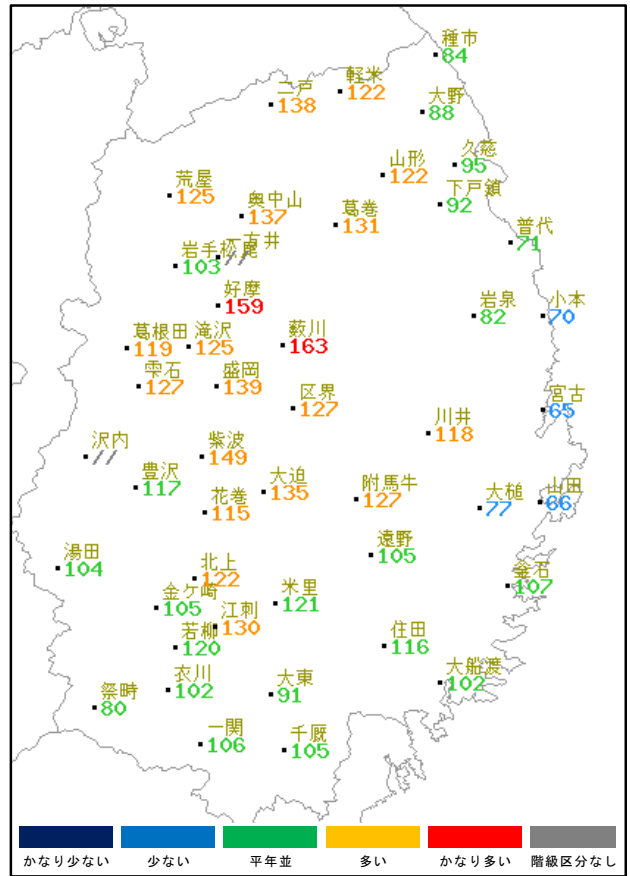 種市
84
軽米
122
二戸
138
大野
88
久慈
95
山形
122
荒屋
125
下戸鎖
92
奥中山
137
葛巻
131
普代
71
一方井
//
岩手松尾
103
好摩
159
岩泉
82
小本
70
葛根田
119
滝沢
125
薮川
163
雫石
127
盛岡
139
区界
127
宮古
65
川井
118
沢内
//
紫波
149
豊沢
117
大迫
135
附馬牛
127
大槌
77
山田
66
花巻
115
湯田
104
遠野
105
北上
122
釜石
107
金ケ崎
105
米里
121
江刺
130
若柳
120
住田
116
衣川
102
大東
91
大船渡
102
祭畤
80
一関
106
千厩
105
かなり少ない 少ない 平年並 多い かなり多い 階級区分なし